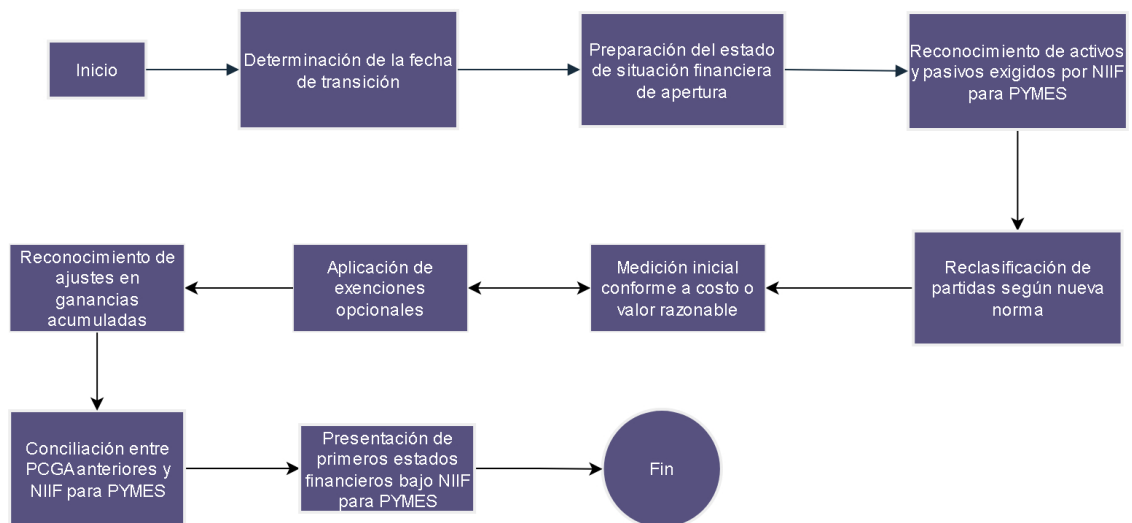 Inicio
Determinación de la fecha
de transición
Preparación del estado
de situación financiera
de apertura
Reconocimiento de activos
y pasivos exigidos por NIIF
para PYMES
Reclasificación de
partidas según nueva
norma
Medición inicial
conforme a costo o
valor razonable
Aplicación de
exenciones
opcionales
Reconocimiento de
ajustes en
ganancias
acumuladas
Conciliación entre
PCGA anteriores y
NIIF para PYMES
Presentación de
primeros estados
financieros bajo NIIF
para PYMES
Fin